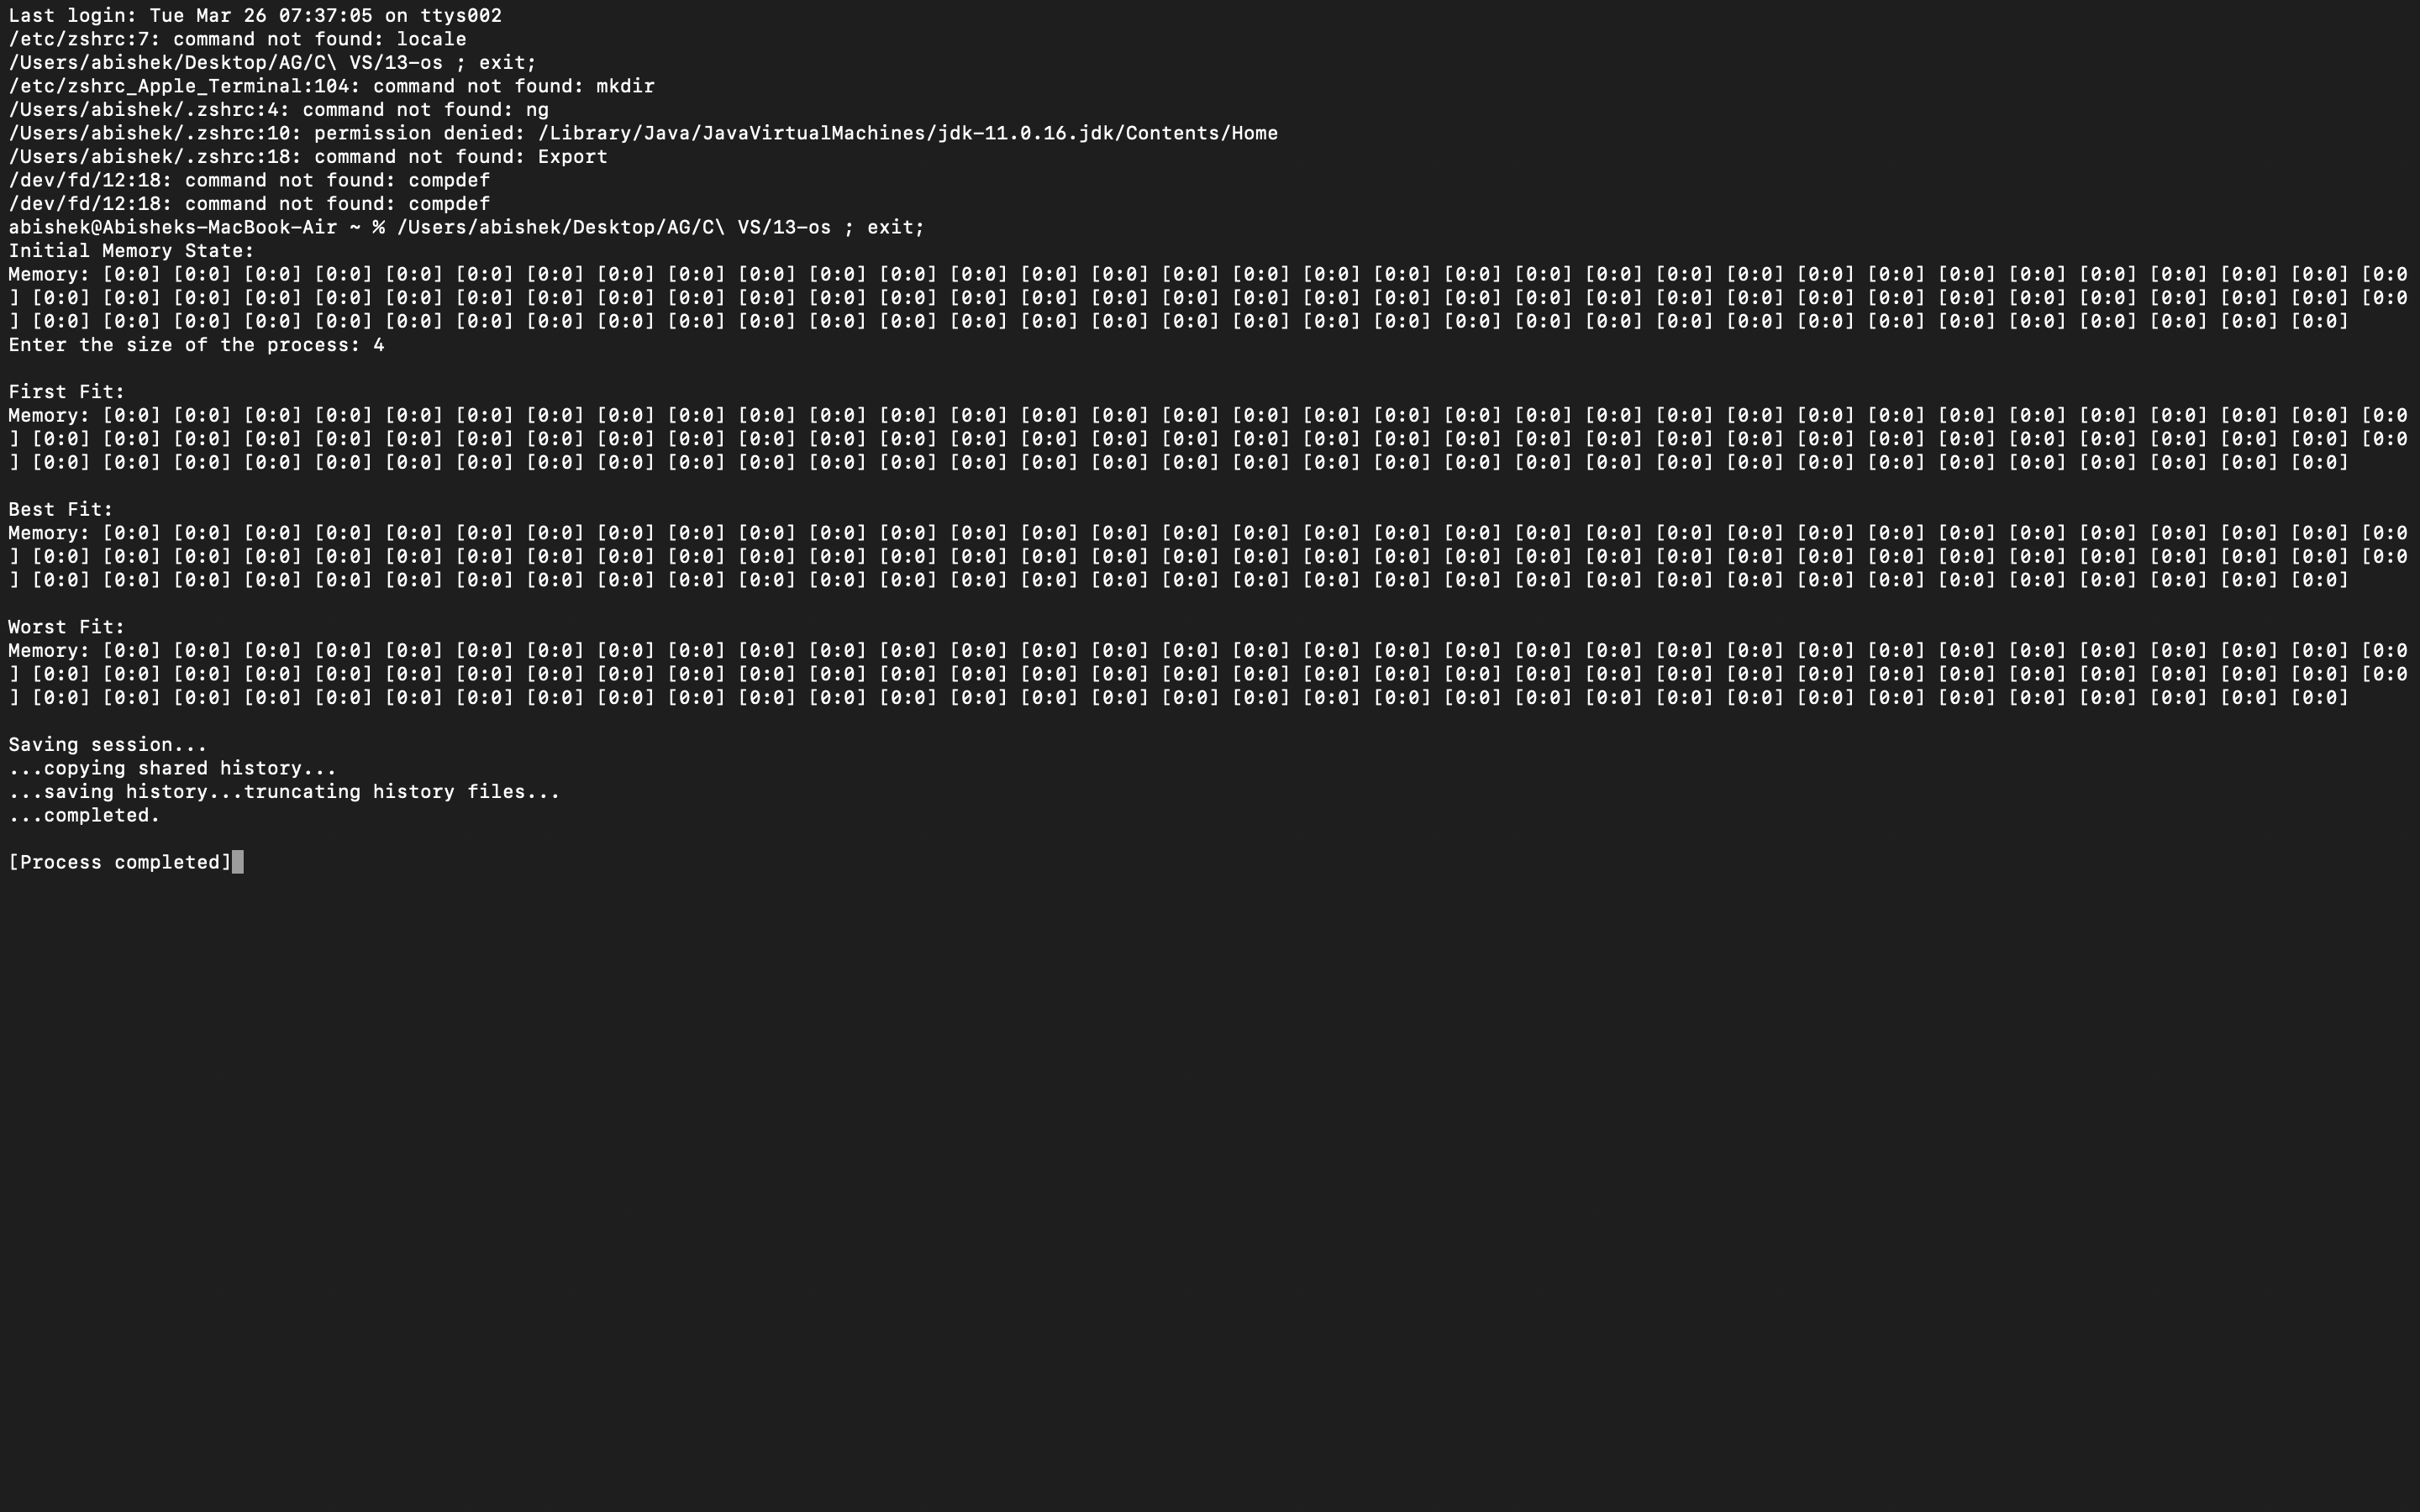 Last login: Tue Mar 26 07:37:05 on ttys002
/etc/zshrc:7: command not found: locale
/Users/abishek/Desktop/AG/C\ VS/13-os ; exit;
/etc/zshrc_Apple_Terminal:104: command not found: mkdir
/Users/abishek/.zshrc:4: command not found: ng
/Users/abishek/.zshrc:10: permission denied: /Library/Java/JavaVirtualMachines/jdk-11.0.16.jdk/Contents/Home
/Users/abishek/.zshrc:18: command not found: Export
/dev/fd/12:18: command not found: compdef
/dev/fd/12:18: command not found: compdef
abishek@Abisheks-MacBook-Air ~ % /Users/abishek/Desktop/AG/C\ VS/13-os ; exit;
Initial Memory State:
Memory: [0:0] [0:0] [0:0] [0:0] [0:0] [0:0] [0:0] [0:0] [0:0] [0:0] [0:0] [0:0] [0:0] [0:0] [0:0] [0:0] [0:0] [0:0] [0:0] [0:0] [0:0] [0:0] [0:0] [0:0] [0:0] [0:0] [0:0] [0:0] [0:0] [0:0] [0:0] [0:0] [0:0
] [0:0] [0:0] [0:0] [0:0] [0:0] [0:0] [0:0] [0:0] [0:0] [0:0] [0:0] [0:0] [0:0] [0:0] [0:0] [0:0] [0:0] [0:0] [0:0] [0:0] [0:0] [0:0] [0:0] [0:0] [0:0] [0:0] [0:0] [0:0] [0:0] [0:0] [0:0] [0:0] [0:0] [0:0
] [0:0] [0:0] [0:0] [0:0] [0:0] [0:0] [0:0] [0:0] [0:0] [0:0] [0:0] [0:0] [0:0] [0:0] [0:0] [0:0] [0:0] [0:0] [0:0] [0:0] [0:0] [0:0] [0:0] [0:0] [0:0] [0:0] [0:0] [0:0] [0:0] [0:0] [0:0] [0:0] [0:0]
Enter the size of the process: 4
First Fit:
Memory: [0:0] [0:0] [0:0] [0:0] [0:0] [0:0] [0:0] [0:0] [0:0] [0:0] [0:0] [0:0] [0:0] [0:0] [0:0] [0:0] [0:0] [0:0] [0:0] [0:0] [0:0] [0:0] [0:0] [0:0] [0:0] [0:0] [0:0] [0:0] [0:0] [0:0] [0:0] [0:0] [0:0
] [0:0] [0:0] [0:0] [0:0] [0:0] [0:0] [0:0] [0:0] [0:0] [0:0] [0:0] [0:0] [0:0] [0:0] [0:0] [0:0] [0:0] [0:0] [0:0] [0:0] [0:0] [0:0] [0:0] [0:0] [0:0] [0:0] [0:0] [0:0] [0:0] [0:0] [0:0] [0:0] [0:0] [0:0
] [0:0] [0:0] [0:0] [0:0] [0:0] [0:0] [0:0] [0:0] [0:0] [0:0] [0:0] [0:0] [0:0] [0:0] [0:0] [0:0] [0:0] [0:0] [0:0] [0:0] [0:0] [0:0] [0:0] [0:0] [0:0] [0:0] [0:0] [0:0] [0:0] [0:0] [0:0] [0:0] [0:0]
Best Fit:
Memory: [0:0] [0:0] [0:0] [0:0] [0:0] [0:0] [0:0] [0:0] [0:0] [0:0] [0:0] [0:0] [0:0] [0:0] [0:0] [0:0] [0:0] [0:0] [0:0] [0:0] [0:0] [0:0] [0:0] [0:0] [0:0] [0:0] [0:0] [0:0] [0:0] [0:0] [0:0] [0:0] [0:0
] [0:0] [0:0] [0:0] [0:0] [0:0] [0:0] [0:0] [0:0] [0:0] [0:0] [0:0] [0:0] [0:0] [0:0] [0:0] [0:0] [0:0] [0:0] [0:0] [0:0] [0:0] [0:0] [0:0] [0:0] [0:0] [0:0] [0:0] [0:0] [0:0] [0:0] [0:0] [0:0] [0:0] [0:0
] [0:0] [0:0] [0:0] [0:0] [0:0] [0:0] [0:0] [0:0] [0:0] [0:0] [0:0] [0:0] [0:0] [0:0] [0:0] [0:0] [0:0] [0:0] [0:0] [0:0] [0:0] [0:0] [0:0] [0:0] [0:0] [0:0] [0:0] [0:0] [0:0] [0:0] [0:0] [0:0] [0:0]
Worst Fit:
Memory: [0:0] [0:0] [0:0] [0:0] [0:0] [0:0] [0:0] [0:0] [0:0] [0:0] [0:0] [0:0] [0:0] [0:0] [0:0] [0:0] [0:0] [0:0] [0:0] [0:0] [0:0] [0:0] [0:0] [0:0] [0:0] [0:0] [0:0] [0:0] [0:0] [0:0] [0:0] [0:0] [0:0
] [0:0] [0:0] [0:0] [0:0] [0:0] [0:0] [0:0] [0:0] [0:0] [0:0] [0:0] [0:0] [0:0] [0:0] [0:0] [0:0] [0:0] [0:0] [0:0] [0:0] [0:0] [0:0] [0:0] [0:0] [0:0] [0:0] [0:0] [0:0] [0:0] [0:0] [0:0] [0:0] [0:0] [0:0
] [0:0] [0:0] [0:0] [0:0] [0:0] [0:0] [0:0] [0:0] [0:0] [0:0] [0:0] [0:0] [0:0] [0:0] [0:0] [0:0] [0:0] [0:0] [0:0] [0:0] [0:0] [0:0] [0:0] [0:0] [0:0] [0:0] [0:0] [0:0] [0:0] [0:0] [0:0] [0:0] [0:0]
Saving session...
...copying shared history...
...saving history...truncating history files...
...completed.
[Process completed]